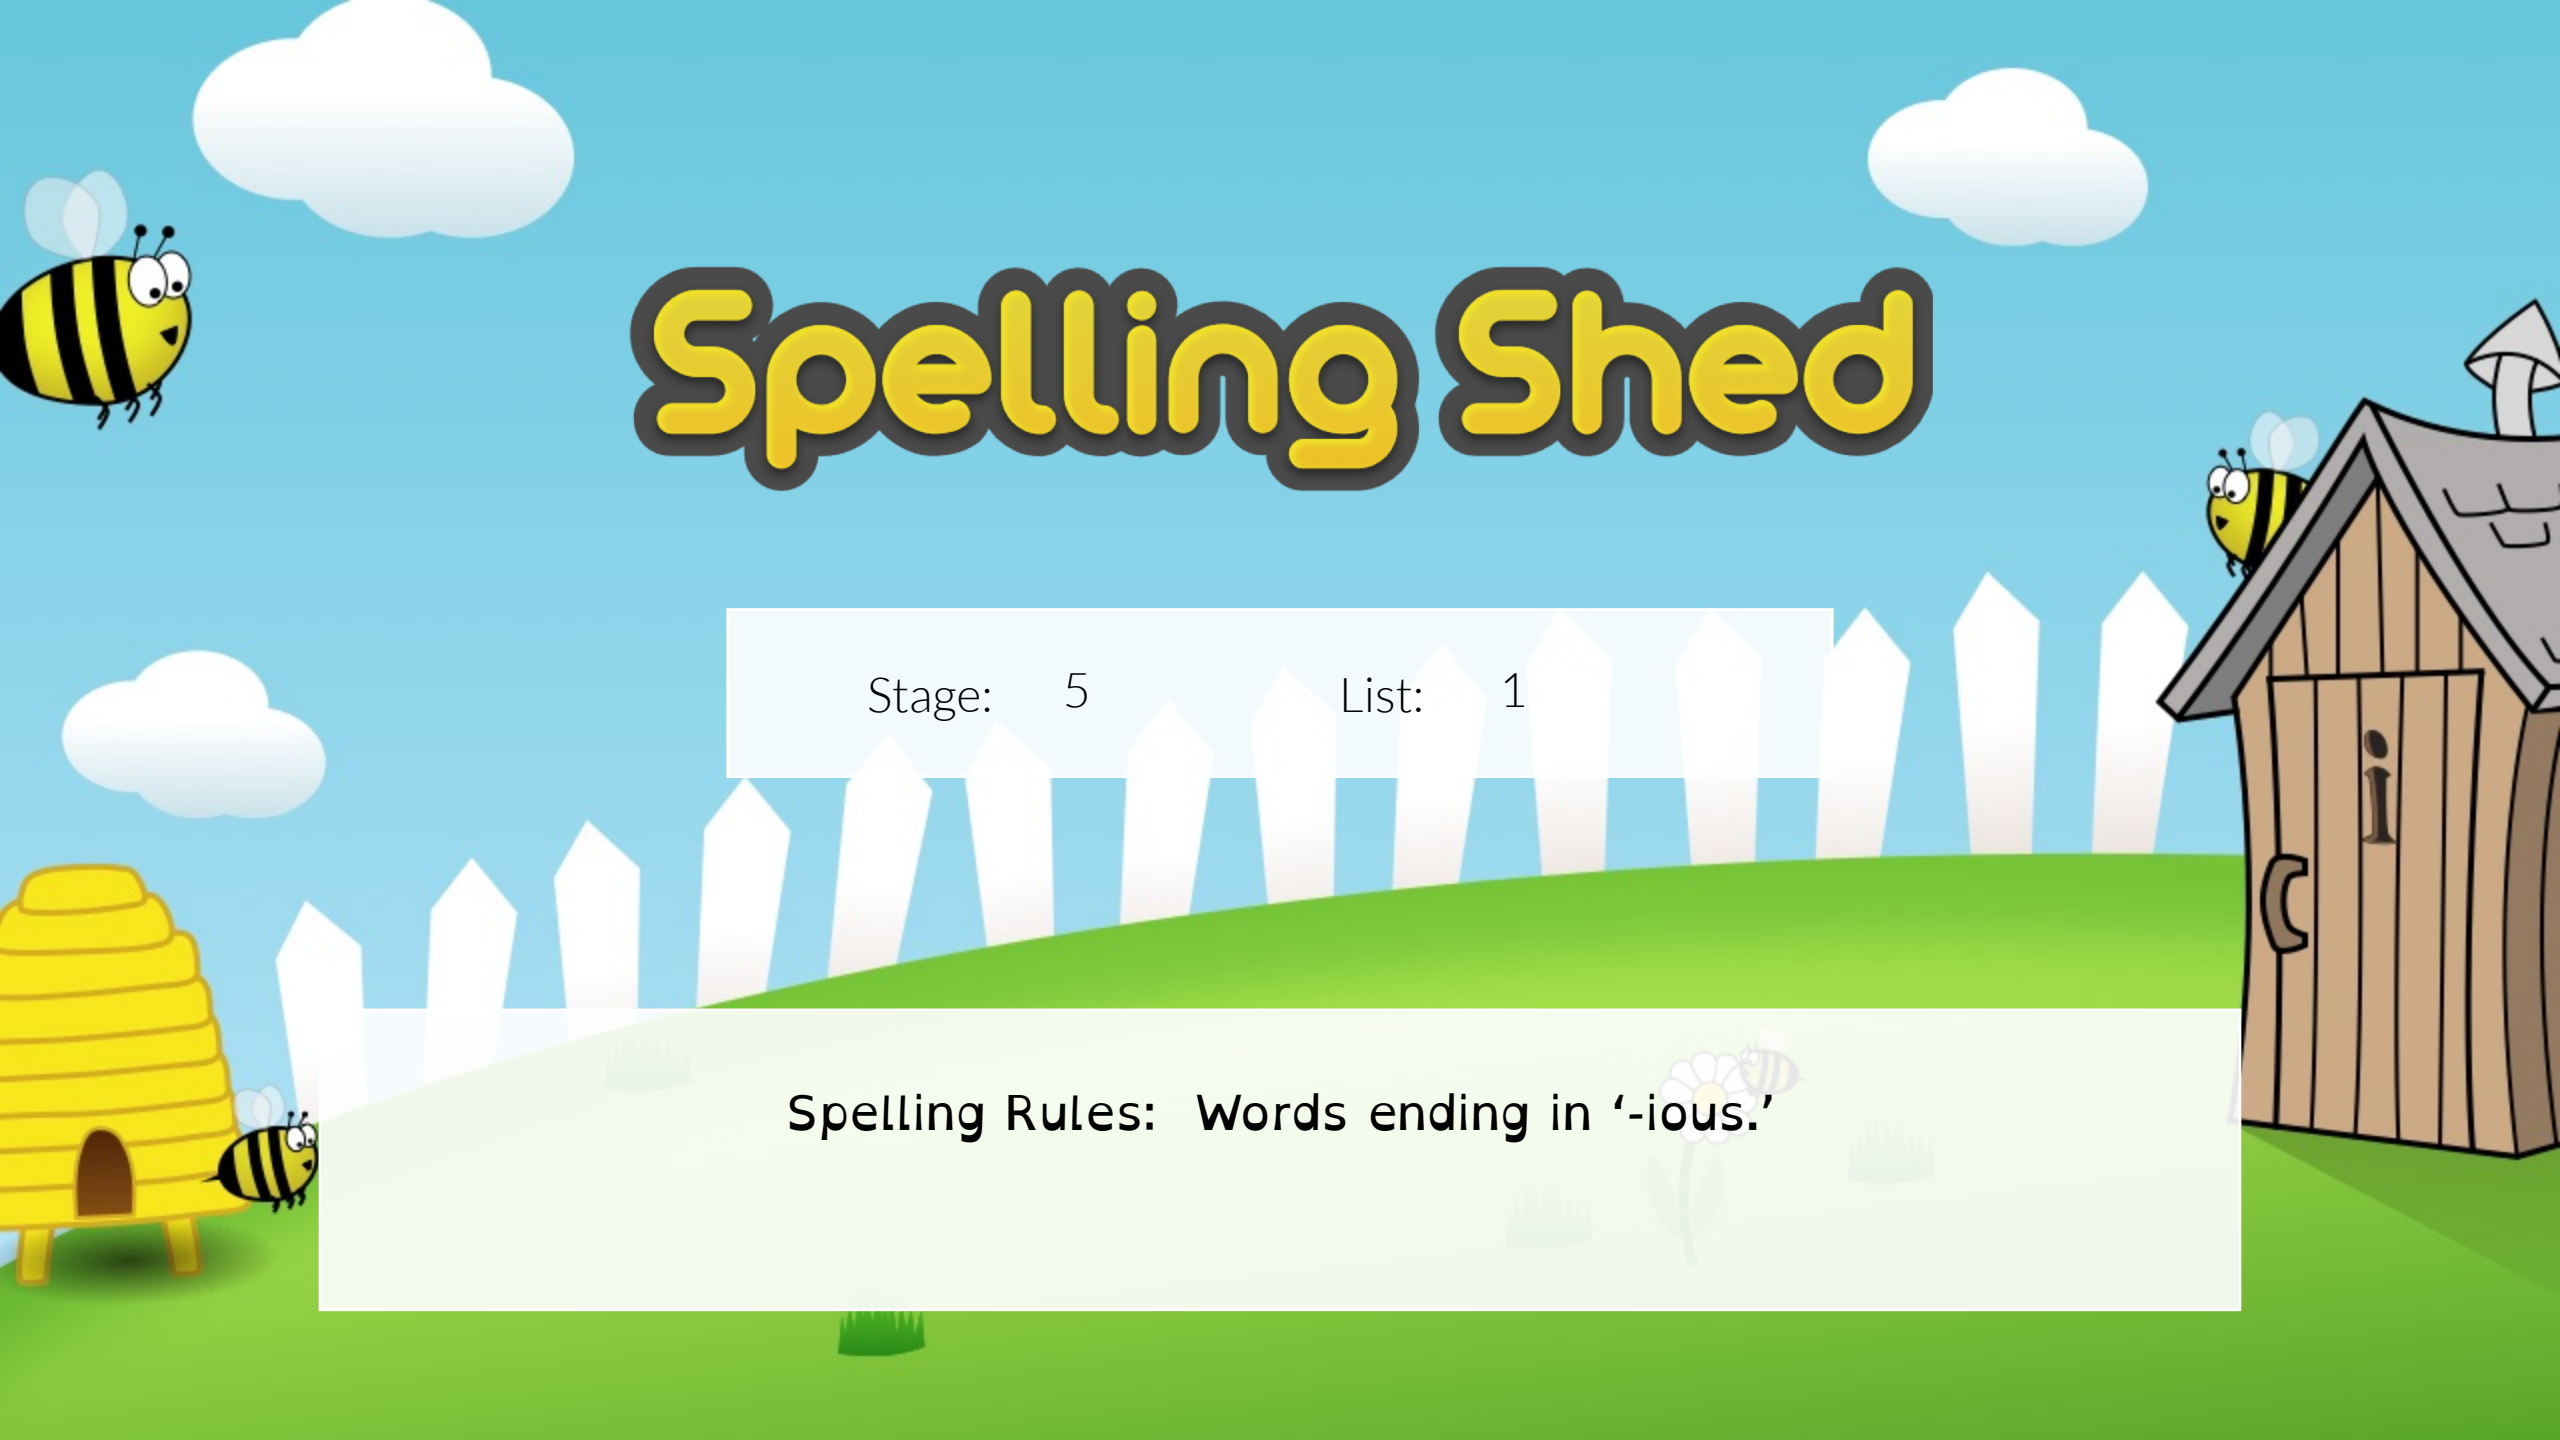 Spelling Shed
Stage: 5 List: 1
i
Spelling Rules:  Words ending in ‘-ious.’